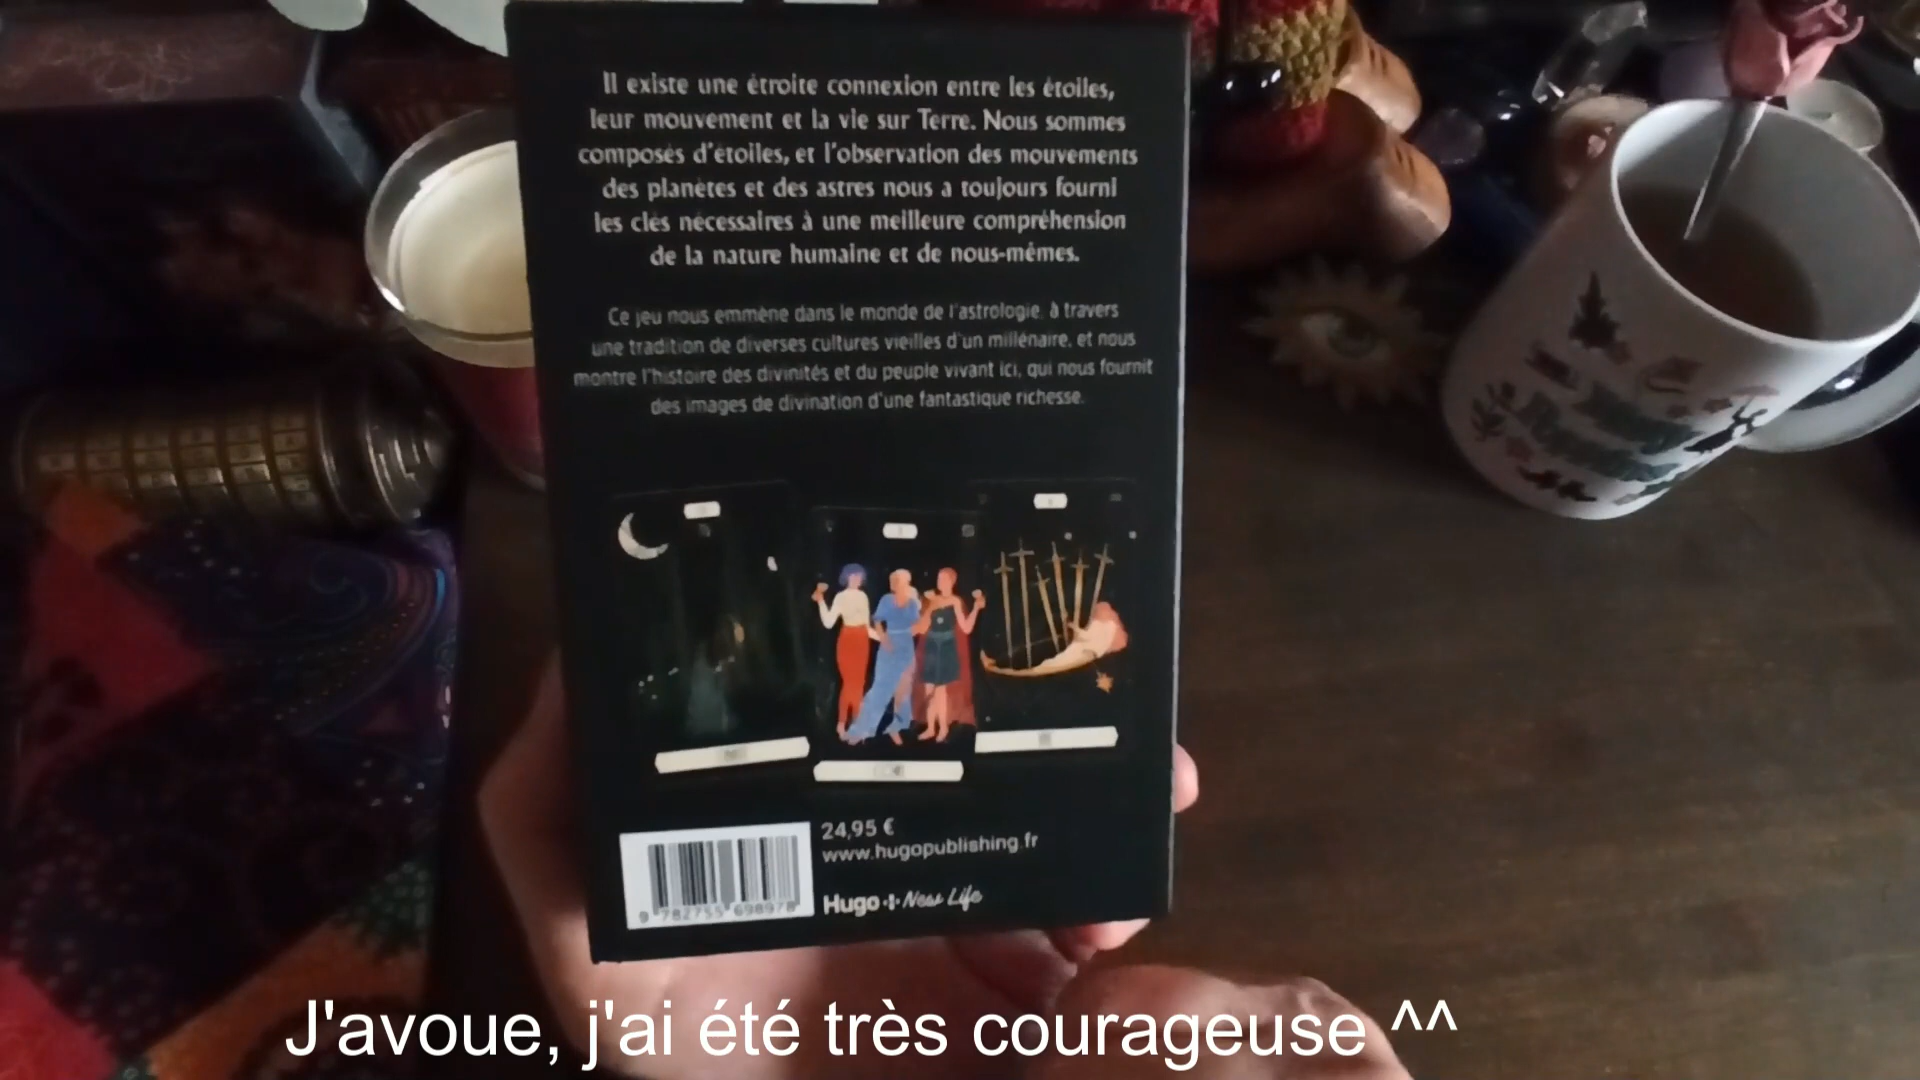 Il existe une étroite connexion entre les étoiles,
leur mouvement et la vie sur Terre. Nous sommes
composés d'étoiles, et l'observation des mouvements
des planètes et des astres nous a toujours fourni
les clés nécessaires à une meilleure compréhension
de la nature humaine et de nous-mêmes.
Ce jeu nous emmène dans le monde de l'astrologie, à travers
une tradition de diverses cultures vieilles d'un millénaire, et nous
montre l'histoire des divinités et du peuple vivant ici, qui nous fournit
des images de divination d'une fantastique richesse.
24,95 €
www.hugopublishing.fr
Hugo New Life
9 782755 698978
J'avoue, j'ai été très courageuse ^^